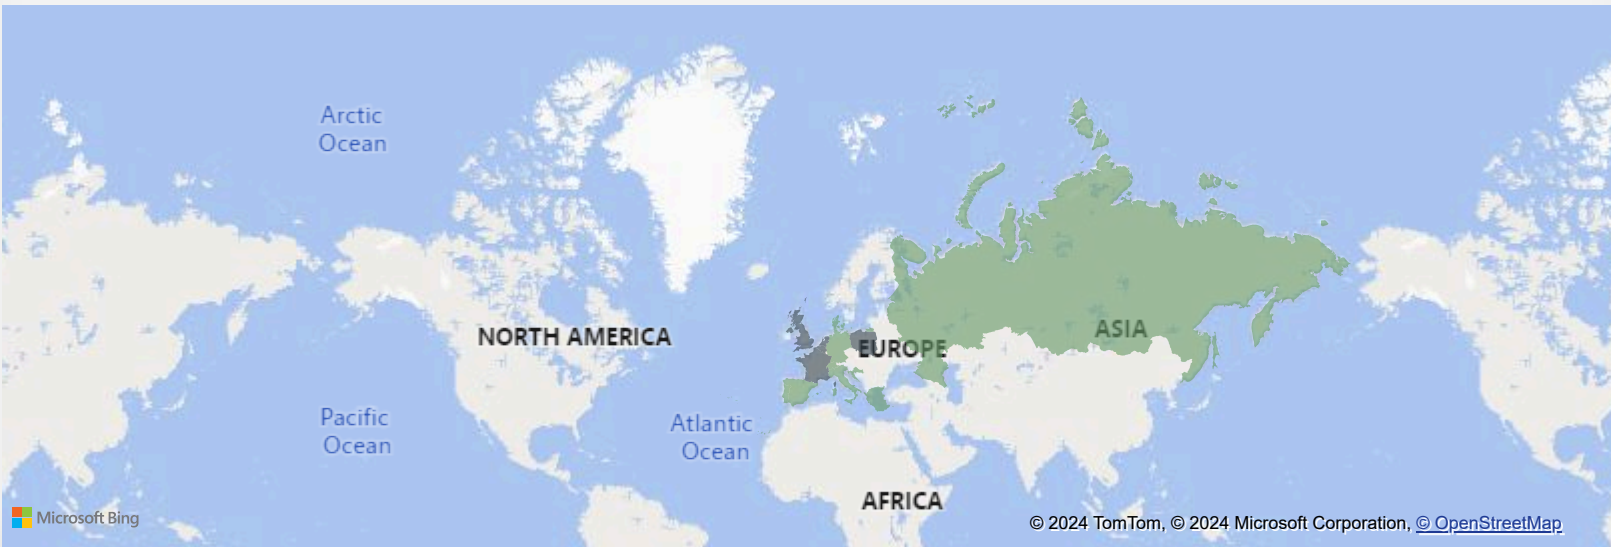 Arctic
Ocean
NORTH AMERICA
ASIA
EUROPE
Pacific
Ocean
Atlantic
Ocean
AFRICA
Microsoft Bing
© 2024 TomTom, © 2024 Microsoft Corporation, © OpenStreetMap